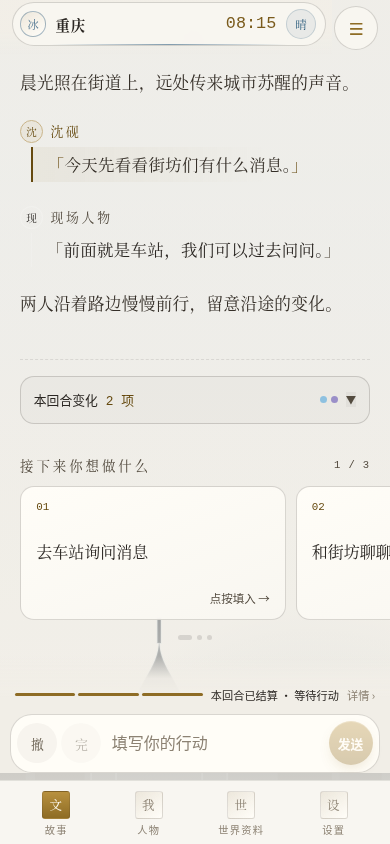 冰 重庆 08:15 晴 ☰
晨光照在街道上，远处传来城市苏醒的声音。
沈 沈砚
「今天先看看街坊们有什么消息。」
现 现场人物
「前面就是车站，我们可以过去问问。」
两人沿着路边慢慢前行，留意沿途的变化。
本回合变化 2 项 ▼
接下来你想做什么 1 / 3
01
去车站询问消息
点按填入→
02
和街坊聊聊
本回合已结算 · 等待行动 详情›
撤 完 填写你的行动 发送
文 我 世 设
故事 人物 世界资料 设置